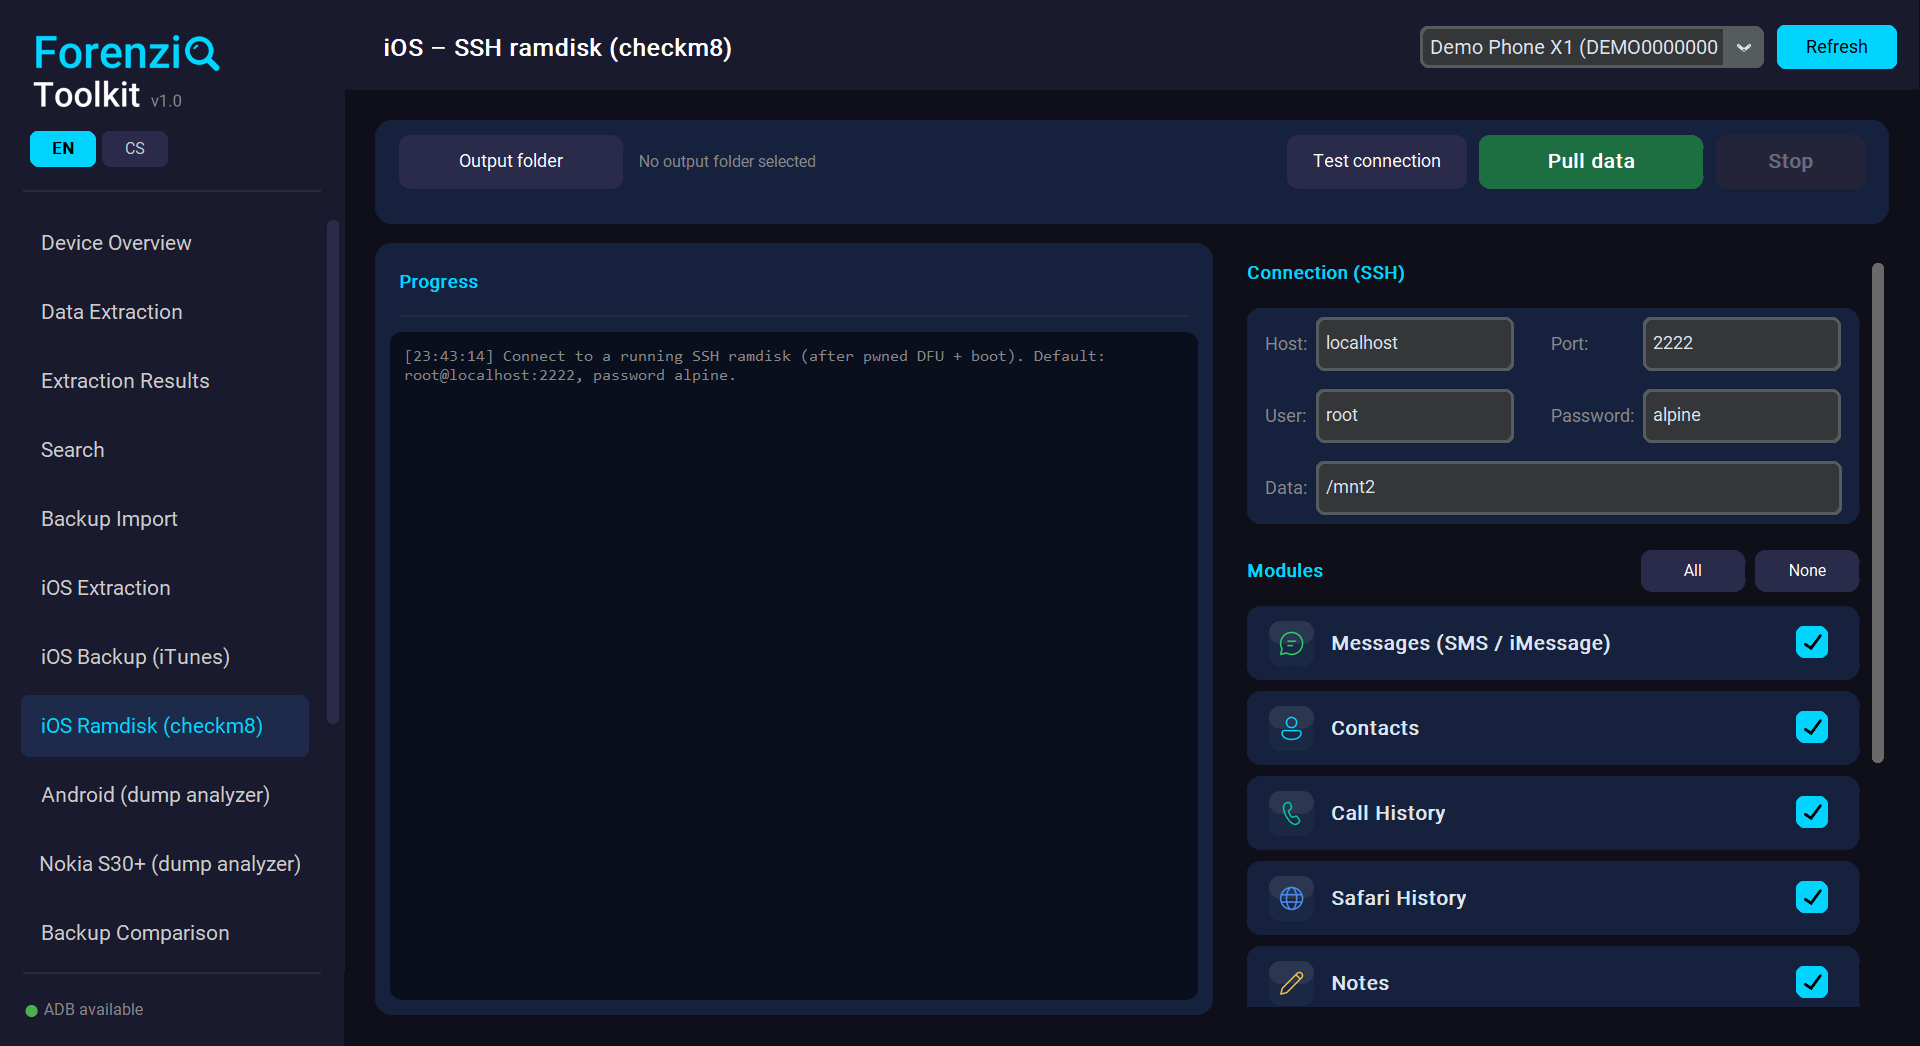 ForenziQ
Toolkit v1.0
EN
CS
Device Overview
Data Extraction
Extraction Results
Search
Backup Import
iOS Extraction
iOS Backup (iTunes)
iOS Ramdisk (checkm8)
Android (dump analyzer)
Nokia S30+ (dump analyzer)
Backup Comparison
ADB available
iOS – SSH ramdisk (checkm8)
Demo Phone X1 (DEMO0000000
Refresh
Output folder
No output folder selected
Test connection
Pull data
Stop
Progress
[23:43:14] Connect to a running SSH ramdisk (after pwned DFU + boot). Default:
root@localhost:2222, password alpine.
Connection (SSH)
Host: localhost
Port: 2222
User: root
Password: alpine
Data: /mnt2
Modules
All
None
Messages (SMS / iMessage)
Contacts
Call History
Safari History
Notes